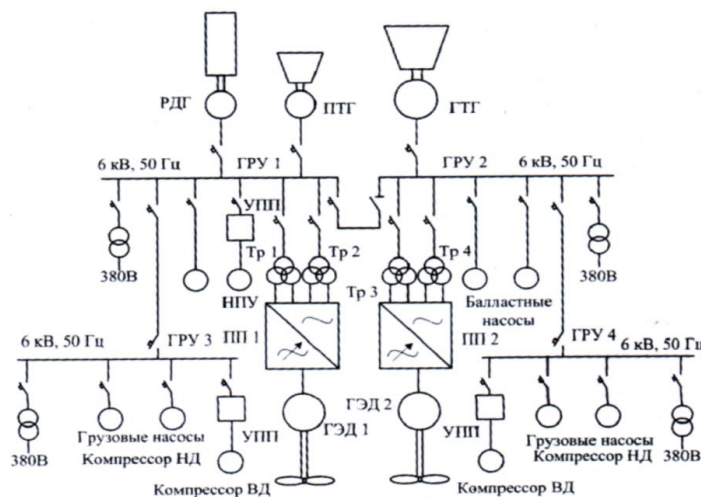 РДГ
ПТГ
ГТГ
6 кВ, 50 Гц
ГРУ 1
ГРУ 2
6 кВ, 50 Гц
УПП
Тр 1
Тр 2
Тр 4
380В
НПУ
Тр 3
Балластные
насосы
380В
6 кВ, 50 Гц
ГРУ 3
ПП 1
ПП 2
ГРУ 4
6 кВ, 50 Гц
ГЭД 1
ГЭД 2
Грузовые насосы
УПП
УПП
Грузовые насосы
380В
Компрессор НД
Компрессор НД
380В
Компрессор ВД
Компрессор ВД